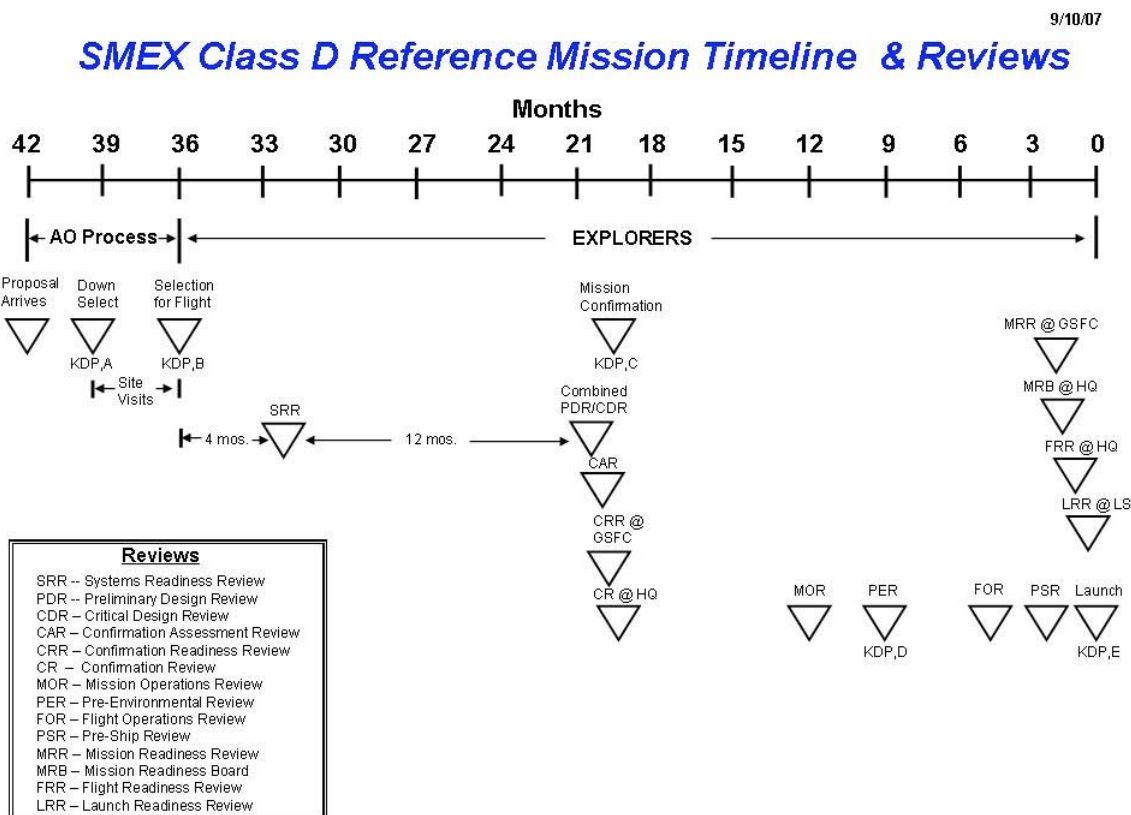 9/10/07
SMEX Class D Reference Mission Timeline & Reviews
Months
42 39 36 33 30 27 24 21 18 15 12 9 6 3 0
AO Process
EXPLORERS
Proposal
Arrives
Down
Select
KDP,A
Selection
for Flight
KDP,B
Site
Visits
Mission
Confirmation
KDP,C
4 mos.
SRR
12 mos.
Combined
PDR/CDR
CAR
CRR @
GSFC
CR @ HQ
MRR @ GSFC
MRB @ HQ
FRR @ HQ
LRR @ LS
MOR
PER
KDP,D
FOR
PSR
Launch
KDP,E
Reviews
SRR -- Systems Readiness Review
PDR -- Preliminary Design Review
CDR – Critical Design Review
CAR – Confirmation Assessment Review
CRR – Confirmation Readiness Review
CR – Confirmation Review
MOR – Mission Operations Review
PER – Pre-Environmental Review
FOR – Flight Operations Review
PSR – Pre-Ship Review
MRR – Mission Readiness Review
MRB – Mission Readiness Board
FRR – Flight Readiness Review
LRR – Launch Readiness Review